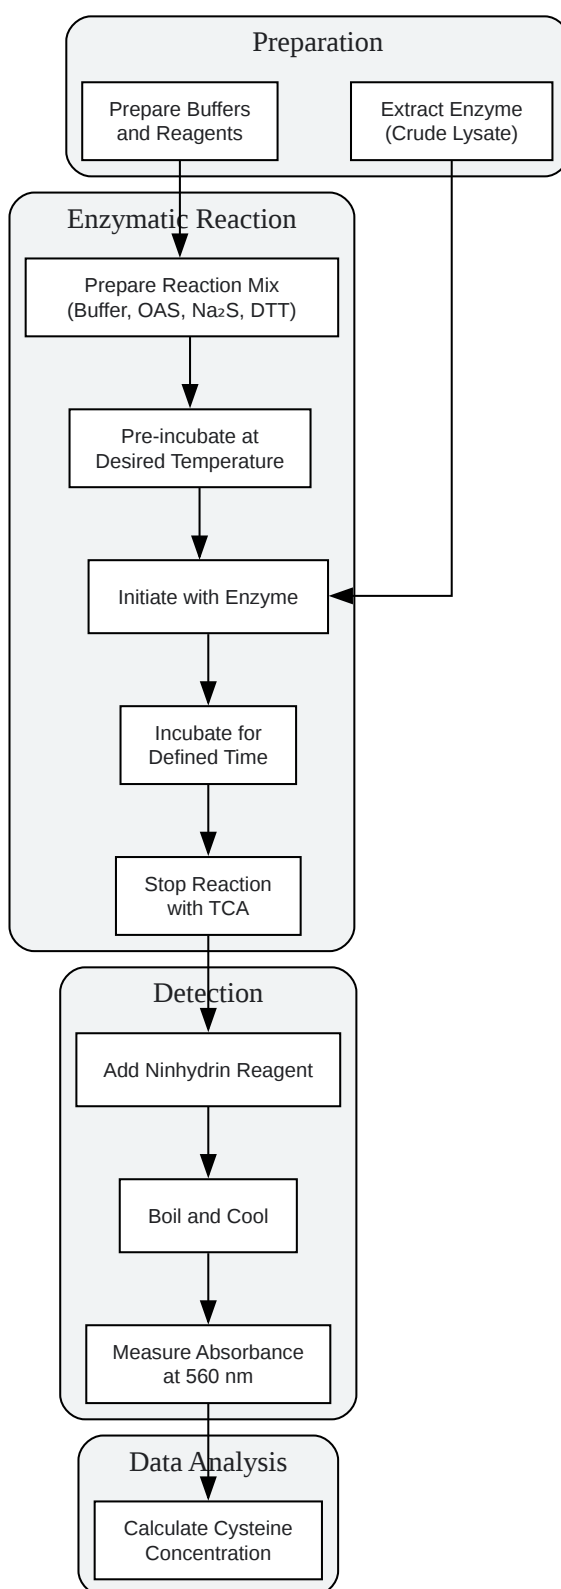 Preparation
Prepare Buffers
and Reagents
Extract Enzyme
(Crude Lysate)
Enzymatic Reaction
Prepare Reaction Mix
(Buffer, OAS, Na₂S, DTT)
Pre-incubate at
Desired Temperature
Initiate with Enzyme
Incubate for
Defined Time
Stop Reaction
with TCA
Detection
Add Ninhydrin Reagent
Boil and Cool
Measure Absorbance
at 560 nm
Data Analysis
Calculate Cysteine
Concentration